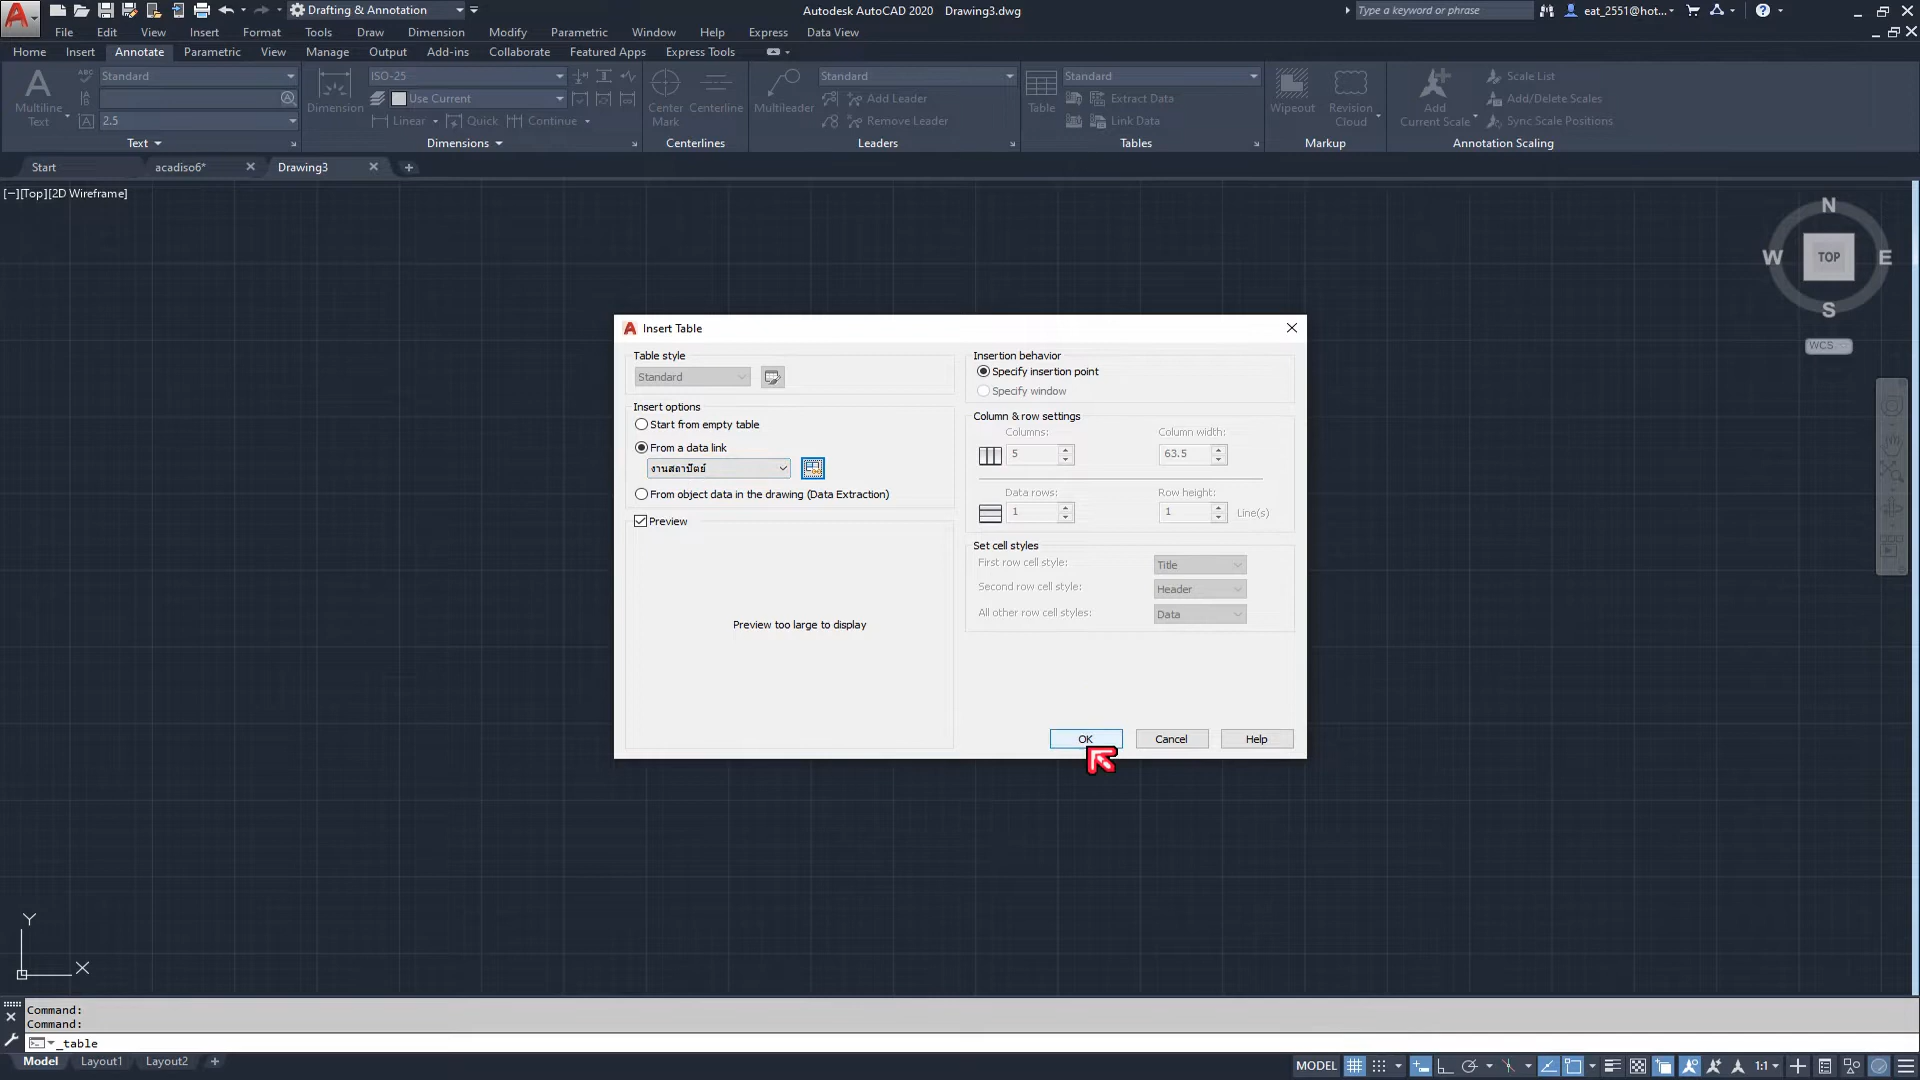 Drafting & Annotation
Autodesk AutoCAD 2020 Drawing3.dwg
Type a keyword or phrase
eat_2551@hot...
File Edit View Insert Format Tools Draw Dimension Modify Parametric Window Help Express Data View
Home Insert Annotate Parametric View Manage Output Add-ins Collaborate Featured Apps Express Tools
Multiline Text
ABC
Standard
2.5
Text
Dimension
ISO-25
Use Current
Linear Quick Continue
Dimensions
Center Mark
Centerline
Centerlines
Multileader
Standard
Add Leader
Remove Leader
Leaders
Table
Standard
Extract Data
Link Data
Tables
Wipeout
Revision Cloud
Markup
Add Current Scale
Scale List
Add/Delete Scales
Sync Scale Positions
Annotation Scaling
Start acadiso6* Drawing3
[−][Top][2D Wireframe]
N
W TOP E
S
WCS
Insert Table
Table style
Standard
Insert options
Start from empty table
From a data link
งานสถาปัตย์
From object data in the drawing (Data Extraction)
Preview
Preview too large to display
Insertion behavior
Specify insertion point
Specify window
Column & row settings
Columns: Column width:
5 63.5
Data rows: Row height:
1 1 Line(s)
Set cell styles
First row cell style: Title
Second row cell style: Header
All other row cell styles: Data
OK Cancel Help
Y
X
Command:
Command:
_table
Model Layout1 Layout2
MODEL 1:1